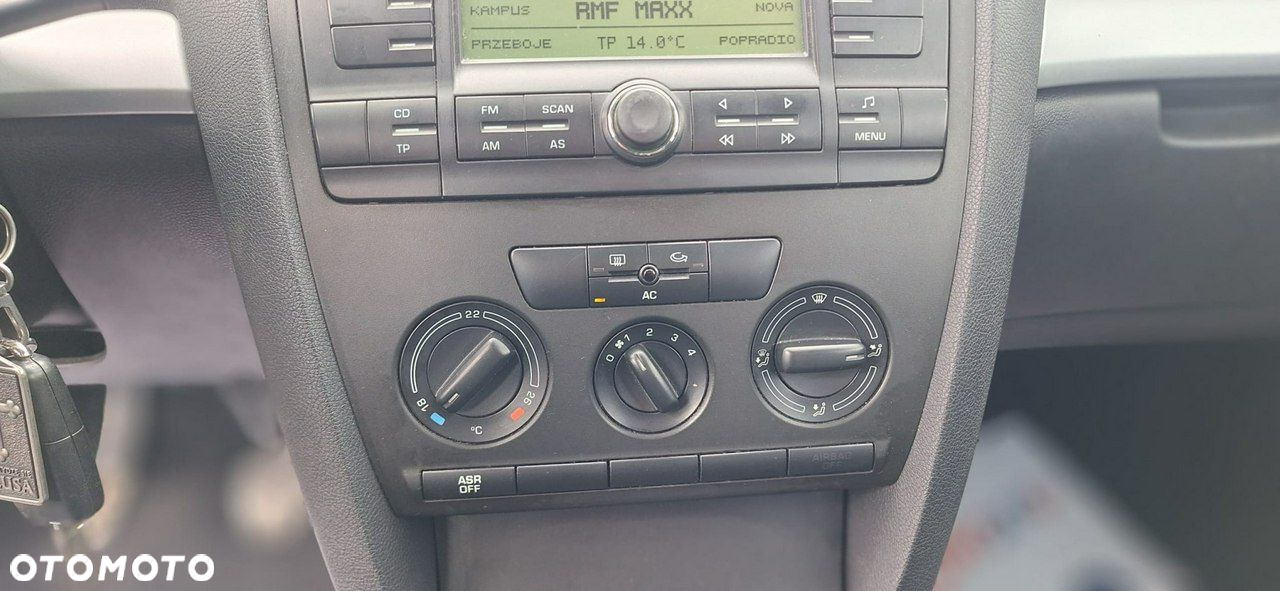 KAMPUS RMF MAXX NOVA
PRZEBOJE TP 14.0°C POPRADIO
CD FM SCAN
TP AM AS MENU
AC
22
18 26
°C
0 1 2 3 4
ASR
OFF
AIRBAG
OFF
USA
OTOMOTO